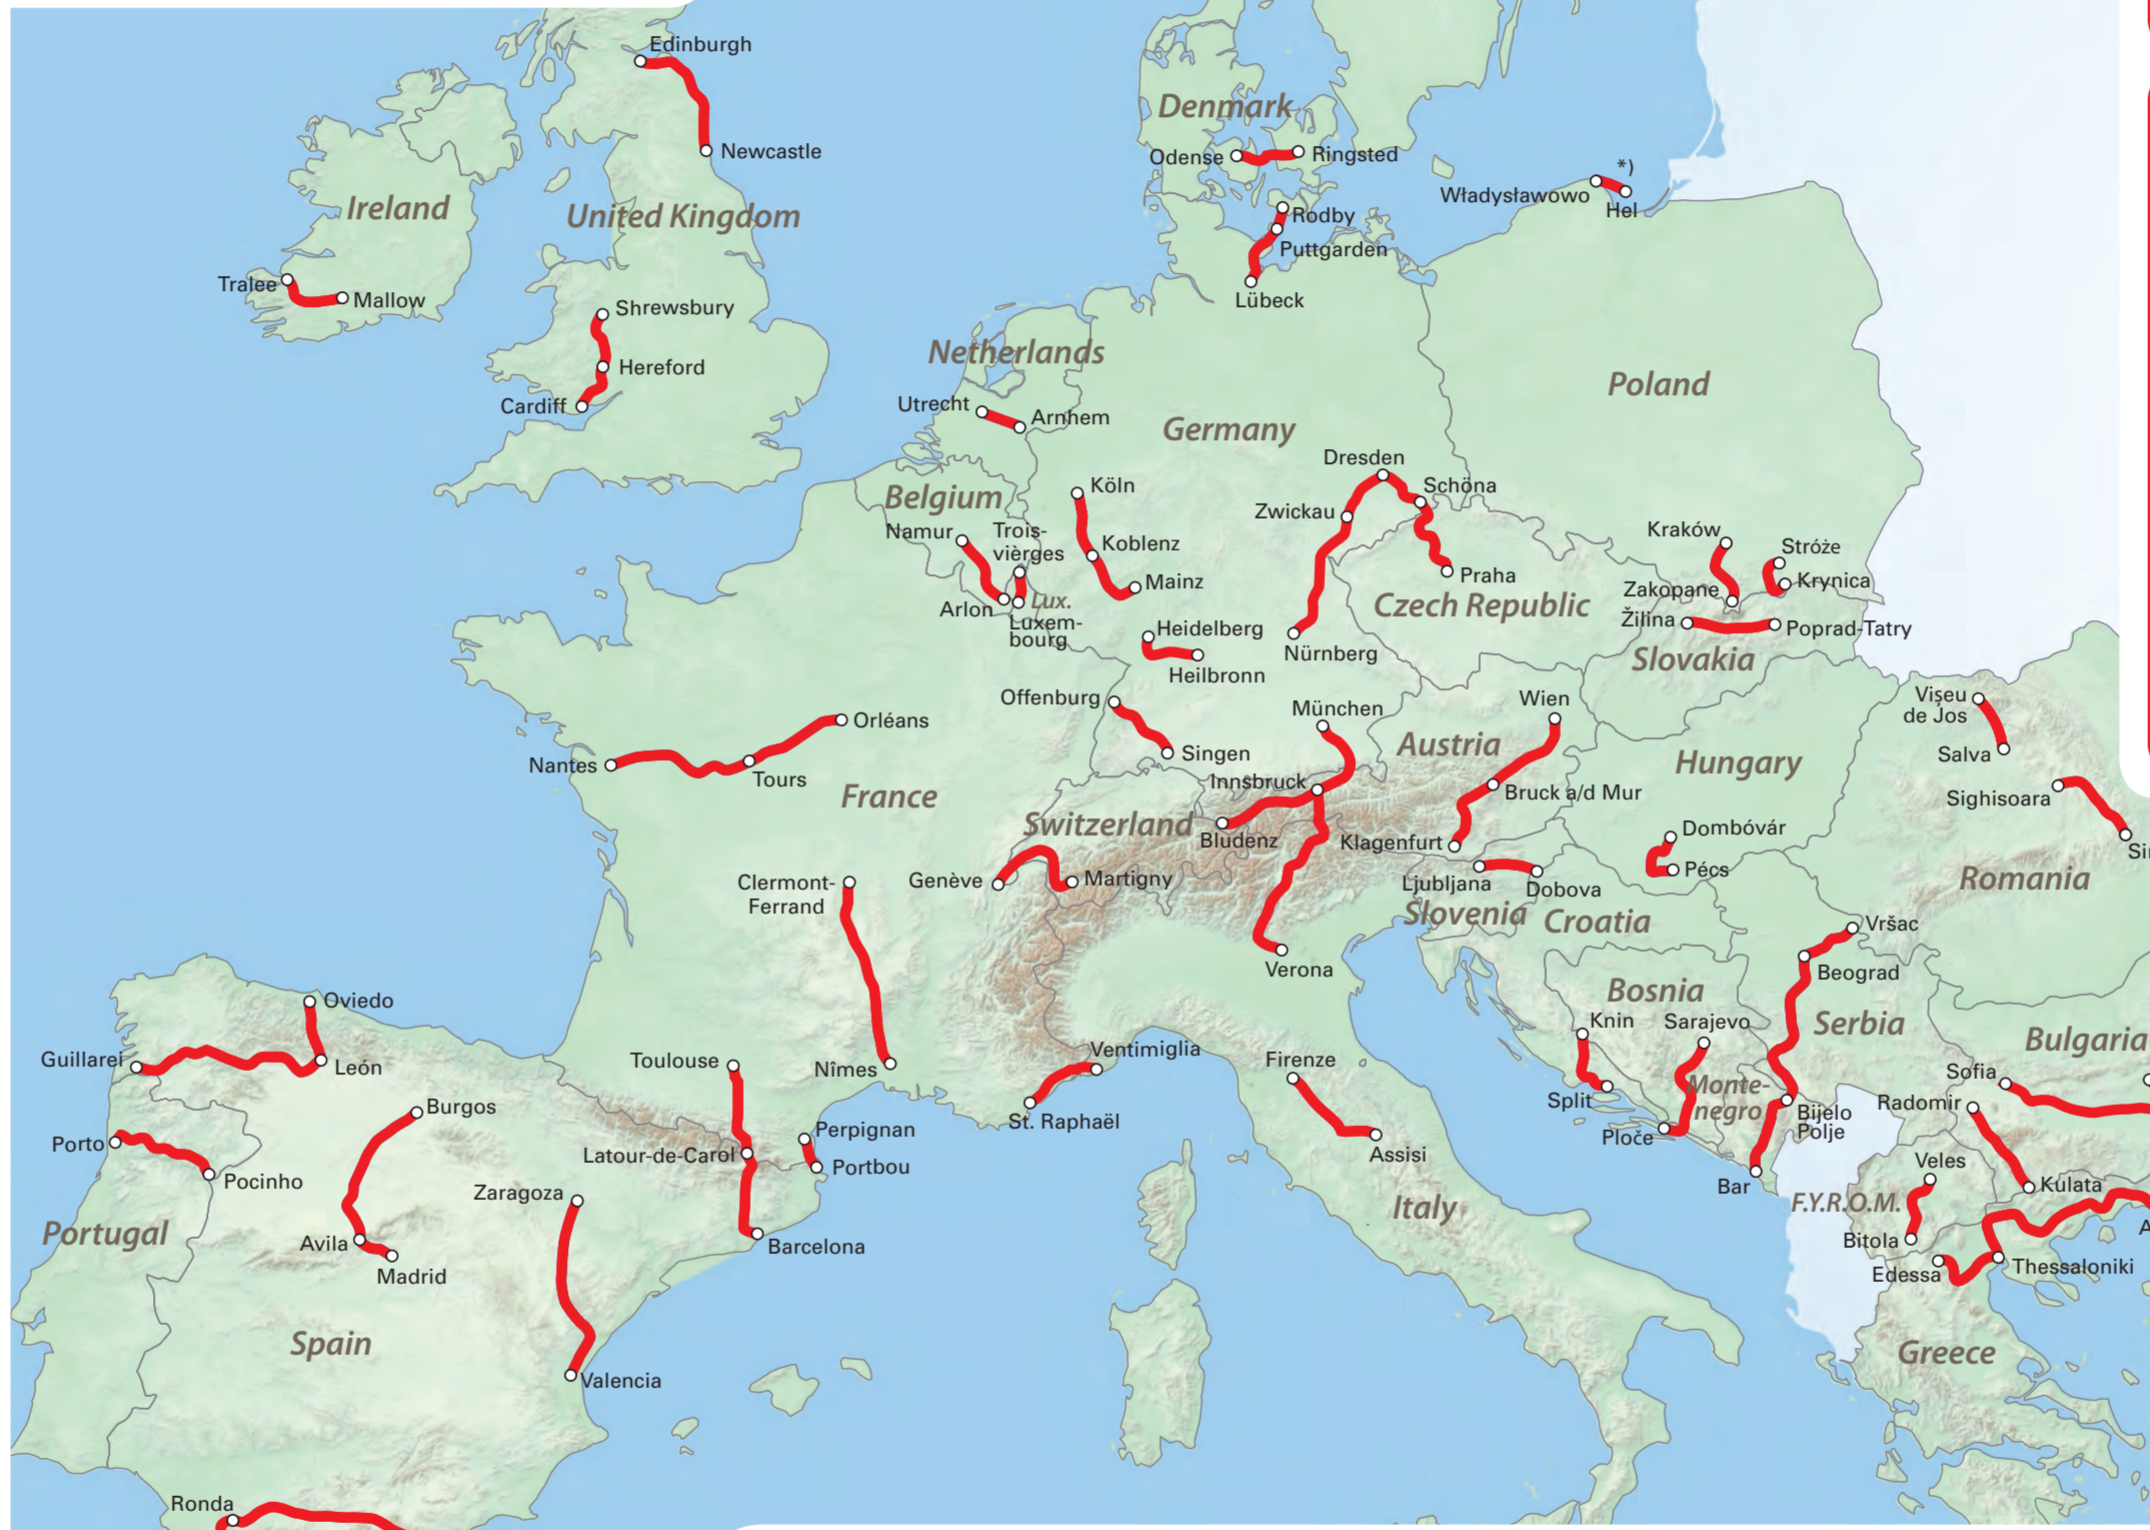 Edinburgh
Newcastle
Denmark
Odense
Ringsted
*)
Władysławowo
Hel
Rodby
Puttgarden
Lübeck
Ireland
United Kingdom
Tralee
Mallow
Shrewsbury
Hereford
Cardiff
Netherlands
Utrecht
Arnhem
Germany
Poland
Belgium
Köln
Dresden
Schöna
Zwickau
Namur
Trois-
vièrges
Koblenz
Mainz
Praha
Czech Republic
Kraków
Stróże
Krynica
Zakopane
Žilina
Poprad-Tatry
Slovakia
Arlon
Lux.
Luxem-
bourg
Heidelberg
Heilbronn
Nürnberg
Offenburg
Singen
München
Wien
Vişeu
de Jos
Salva
Orléans
Nantes
Tours
France
Austria
Hungary
Innsbruck
Bruck a/d Mur
Sighisoara
Switzerland
Bludenz
Klagenfurt
Dombóvár
Pécs
Romania
Clermont-
Ferrand
Genève
Martigny
Ljubljana
Dobova
Slovenia
Croatia
Vršac
Beograd
Verona
Bosnia
Knin
Sarajevo
Serbia
Bulgaria
Oviedo
Guillarei
León
Toulouse
Nîmes
Ventimiglia
St. Raphaël
Firenze
Assisi
Split
Ploče
Monte-
negro
Bijelo
Polje
Bar
Sofia
Radomir
Kulata
Burgos
Porto
Pocinho
Latour-de-Carol
Perpignan
Portbou
Zaragoza
Barcelona
Portugal
Avila
Madrid
Italy
Veles
F.Y.R.O.M.
Bitola
Edessa
Thessaloniki
Spain
Valencia
Greece
Ronda